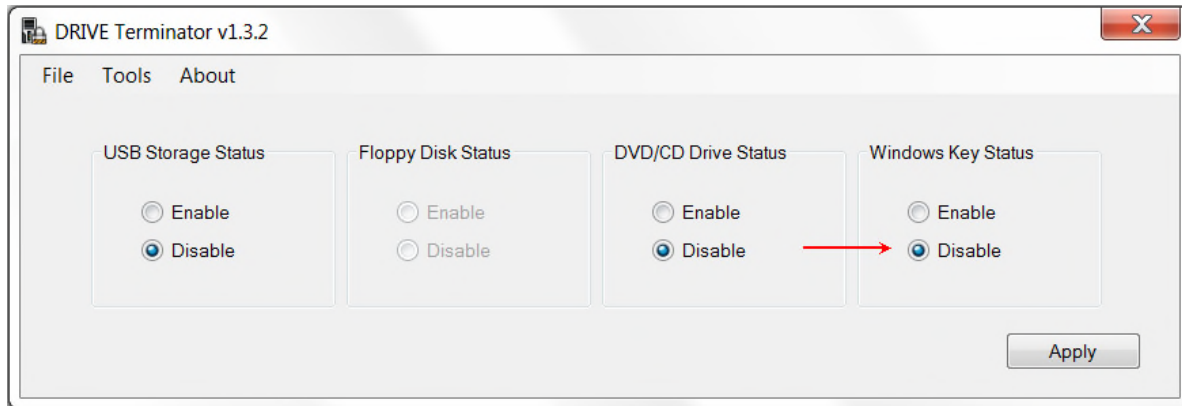 DRIVE Terminator v1.3.2
File Tools About
USB Storage Status Floppy Disk Status DVD/CD Drive Status Windows Key Status
Enable Enable Enable Enable
Disable Disable Disable Disable
Apply